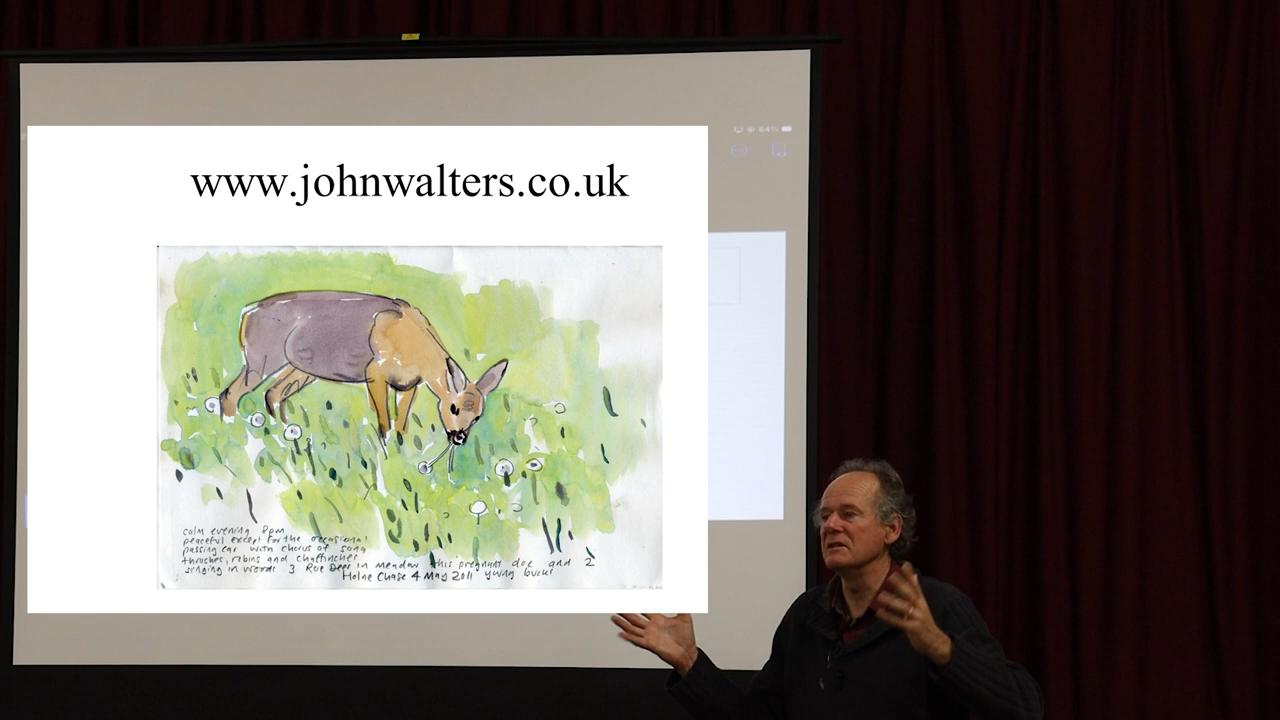 64%
www.johnwalters.co.uk
calm evening 8pm
peaceful except for the occasional
passing car with chorus of song
thrushes, robins and chaffinches
singing in woods 3 Roe Deer in meadow this pregnant doe and 2
Holne Chase 4 May 2011 young bucks